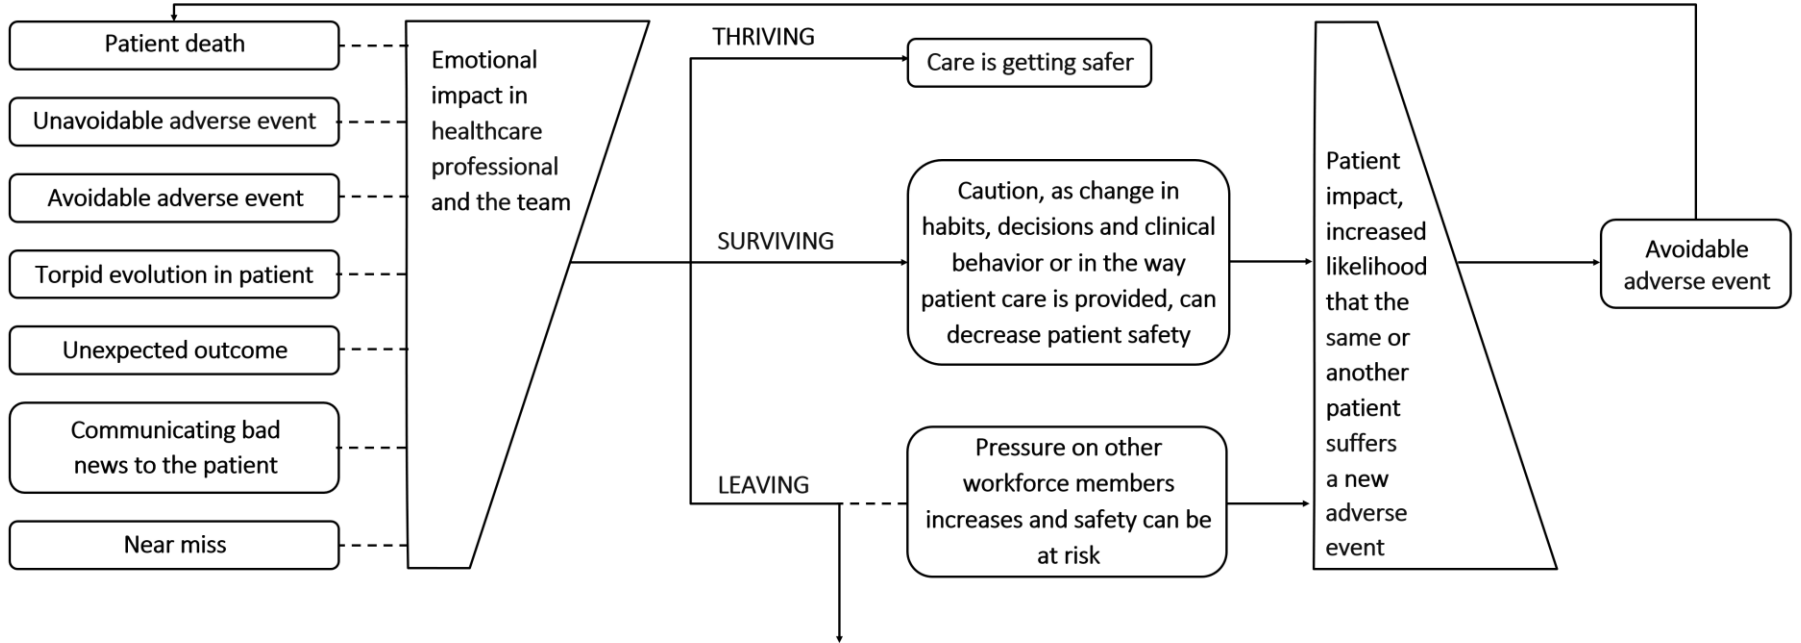 Patient death
Unavoidable adverse event
Avoidable adverse event
Torpid evolution in patient
Unexpected outcome
Communicating bad
news to the patient
Near miss
Emotional
impact in
healthcare
professional
and the team
THRIVING
Care is getting safer
SURVIVING
Caution, as change in
habits, decisions and clinical
behavior or in the way
patient care is provided, can
decrease patient safety
LEAVING
Pressure on other
workforce members
increases and safety can be
at risk
Patient
impact,
increased
likelihood
that the
same or
another
patient
suffers
a new
adverse
event
Avoidable
adverse event